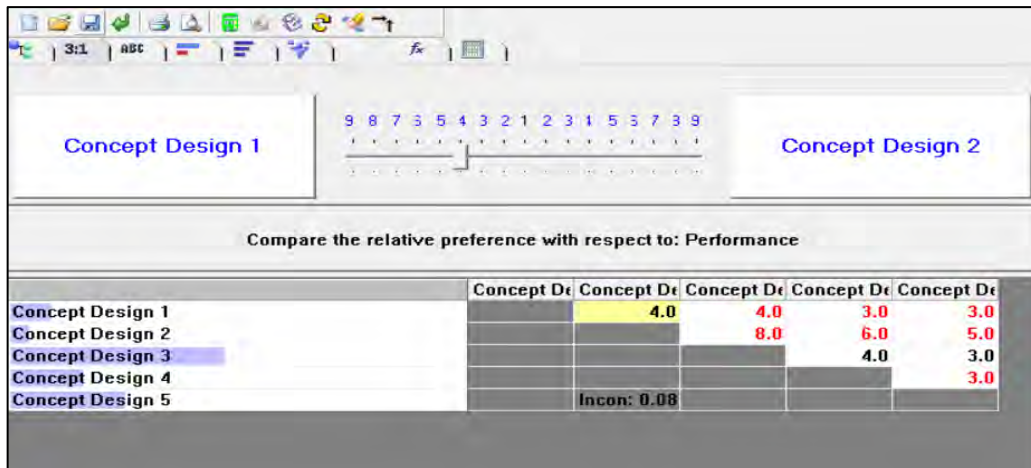 3:1 ABC fx
Concept Design 1
9 8 7 6 5 4 3 2 1 2 3 4 5 6 7 8 9
Concept Design 2
Compare the relative preference with respect to: Performance
Concept De Concept De Concept De Concept De Concept De
Concept Design 1 4.0 4.0 3.0 3.0
Concept Design 2 8.0 6.0 5.0
Concept Design 3 4.0 3.0
Concept Design 4 3.0
Concept Design 5 Incon: 0.08